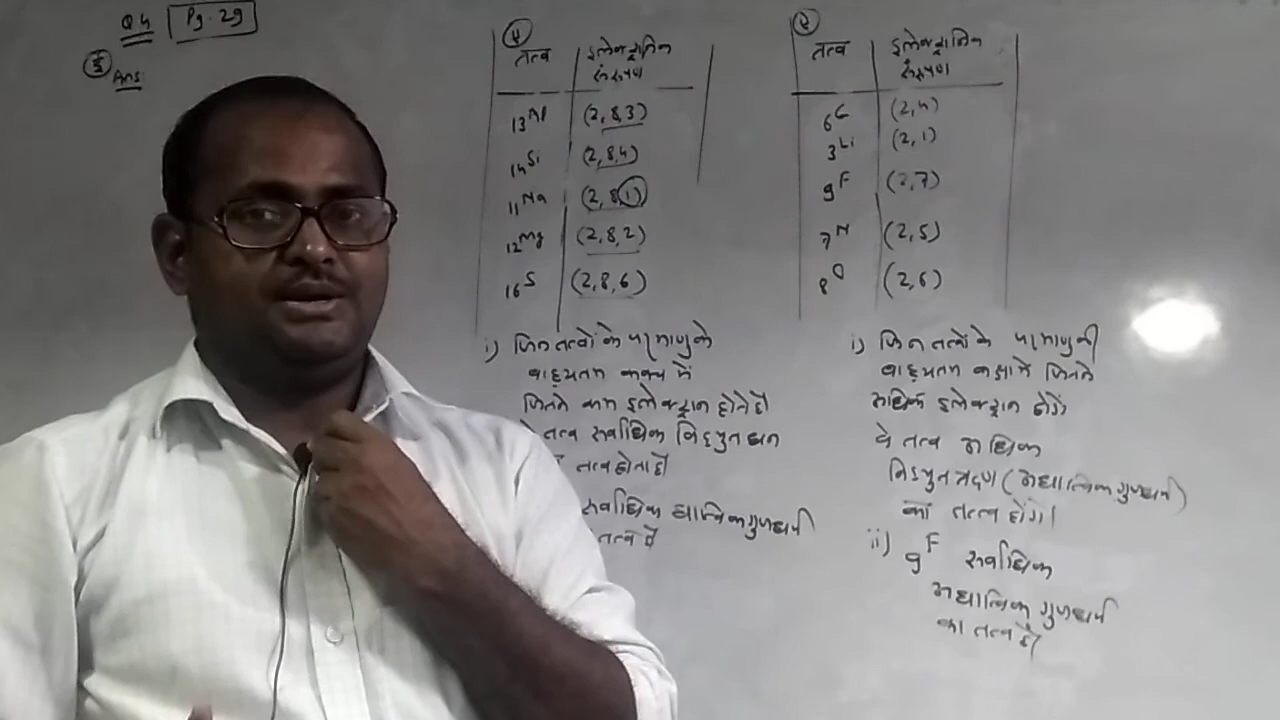 Q4 Pg. 29
ई
Ans:
ए
तत्व इलेक्ट्रानिक
संरूपण
13Al (2,8,3)
14Si (2,8,4)
11Na (2,8,1)
12Mg (2,8,2)
16S (2,8,6)
i) जिन तत्वों के परमाणु के
बाह्यतम कक्ष में
जितने कम इलेक्ट्रान होते है
वे तत्व सर्वाधिक विद्युत धन
तत्व होता है
सर्वाधिक धात्विक गुणधर्म
तत्व है
ऐ
तत्व इलेक्ट्रानिक
संरूपण
6C (2,4)
3Li (2,1)
9F (2,7)
7N (2,5)
8O (2,6)
i) जिन तत्वों के परमाणु की
बाह्यतम कक्षा में जितने
अधिक इलेक्ट्रान होंगे
वे तत्व अधिक
विद्युत ऋण (अधात्विक गुणधर्म)
का तत्व होंगे।
ii) 9F सर्वाधिक
अधात्विक गुणधर्म
का तत्व है